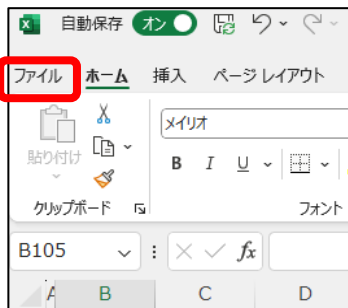 自動保存 オン
ファイル ホーム 挿入 ページ レイアウト
メイリオ
貼り付け
B I U
クリップボード フォント
B105 fx
A B C D